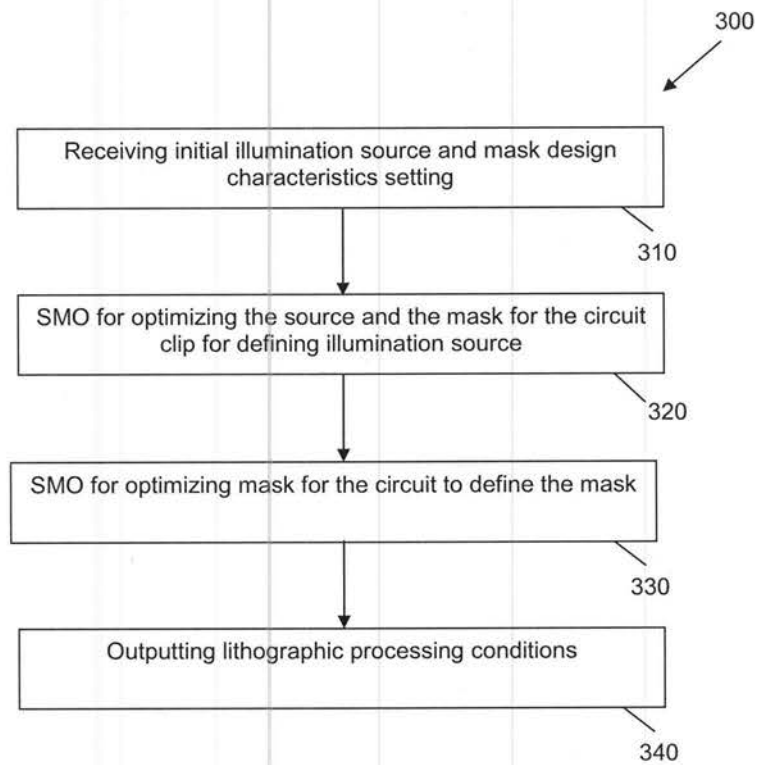 300
Receiving initial illumination source and mask design
characteristics setting
310
SMO for optimizing the source and the mask for the circuit
clip for defining illumination source
320
SMO for optimizing mask for the circuit to define the mask
330
Outputting lithographic processing conditions
340